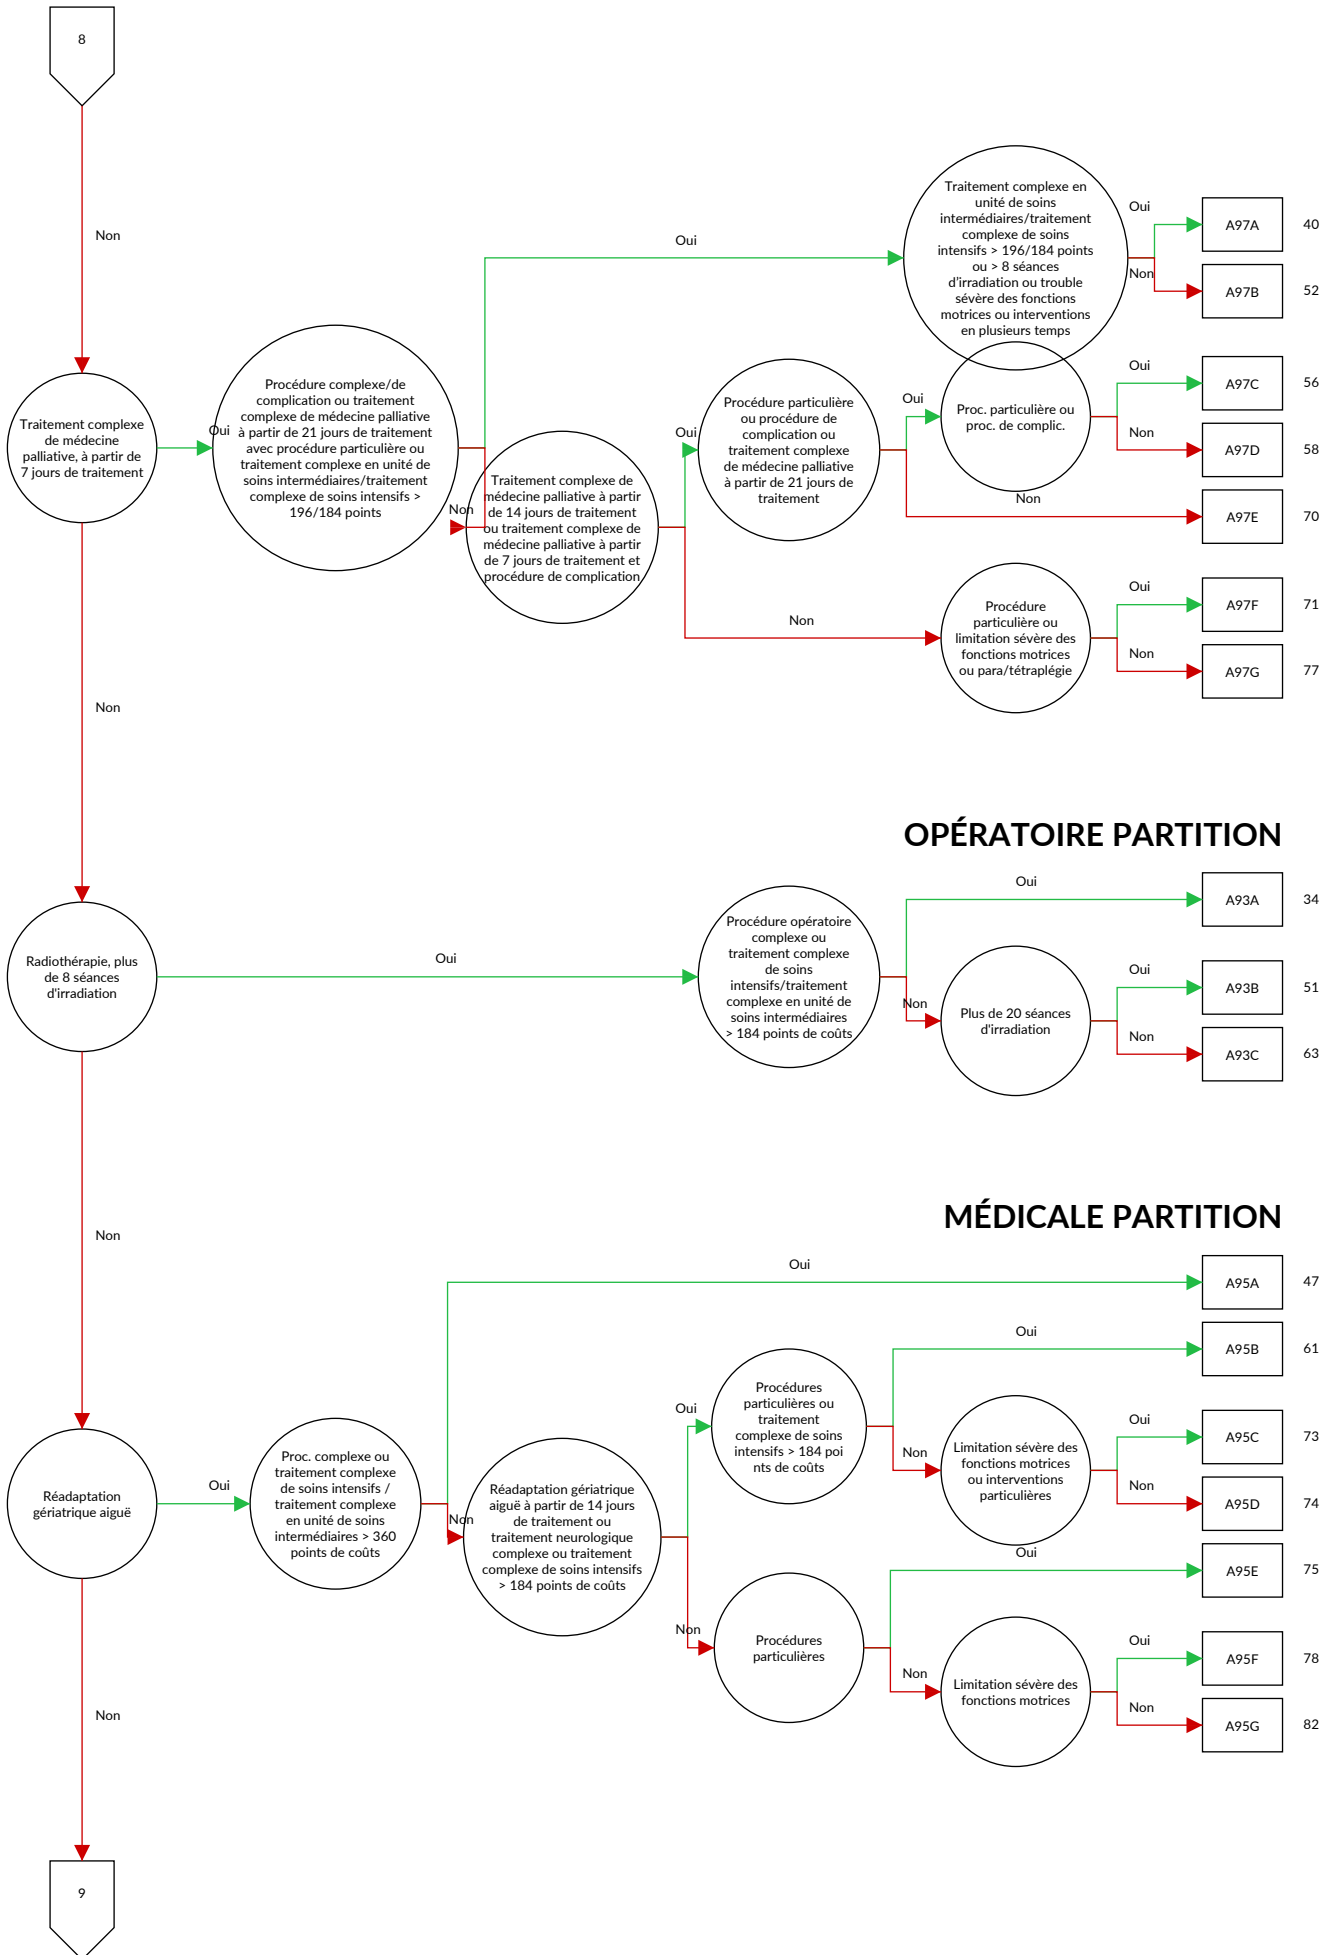 8
Non
Traitement complexe
de médecine
palliative, à partir de
7 jours de traitement
Oui
Procédure complexe/de
complication ou traitement
complexe de médecine palliative
à partir de 21 jours de traitement
avec procédure particulière ou
traitement complexe en unité de
soins intermédiaires/traitement
complexe de soins intensifs >
196/184 points
Oui
Non
Traitement complexe en
unité de soins
intermédiaires/traitement
complexe de soins
intensifs > 196/184 points
ou > 8 séances
d'irradiation ou trouble
sévère des fonctions
motrices ou interventions
en plusieurs temps
Oui
A97A
40
Non
A97B
52
Traitement complexe de
médecine palliative à partir
de 14 jours de traitement
ou traitement complexe de
médecine palliative à partir
de 7 jours de traitement et
procédure de complication
Oui
Procédure particulière
ou procédure de
complication ou
traitement complexe
de médecine palliative
à partir de 21 jours de
traitement
Oui
Proc. particulière ou
proc. de complic.
Oui
A97C
56
Non
A97D
58
Non
A97E
70
Non
Procédure
particulière ou
limitation sévère des
fonctions motrices
ou para/tétraplégie
Oui
A97F
71
Non
A97G
77
Non
OPÉRATOIRE PARTITION
Radiothérapie, plus
de 8 séances
d'irradiation
Oui
Procédure opératoire
complexe ou
traitement complexe
de soins
intensifs/traitement
complexe en unité de
soins intermédiaires
> 184 points de coûts
Oui
A93A
34
Non
Plus de 20 séances
d'irradiation
Oui
A93B
51
Non
A93C
63
Non
MÉDICALE PARTITION
Réadaptation
gériatrique aiguë
Oui
Proc. complexe ou
traitement complexe
de soins intensifs /
traitement complexe
en unité de soins
intermédiaires > 360
points de coûts
Oui
A95A
47
Non
Réadaptation gériatrique
aiguë à partir de 14 jours
de traitement ou
traitement neurologique
complexe ou traitement
complexe de soins intensifs
> 184 points de coûts
Oui
Procédures
particulières ou
traitement
complexe de soins
intensifs > 184 poi
nts de coûts
Oui
A95B
61
Non
Limitation sévère des
fonctions motrices
ou interventions
particulières
Oui
A95C
73
Non
A95D
74
Non
Procédures
particulières
Oui
A95E
75
Non
Limitation sévère des
fonctions motrices
Oui
A95F
78
Non
A95G
82
Non
9